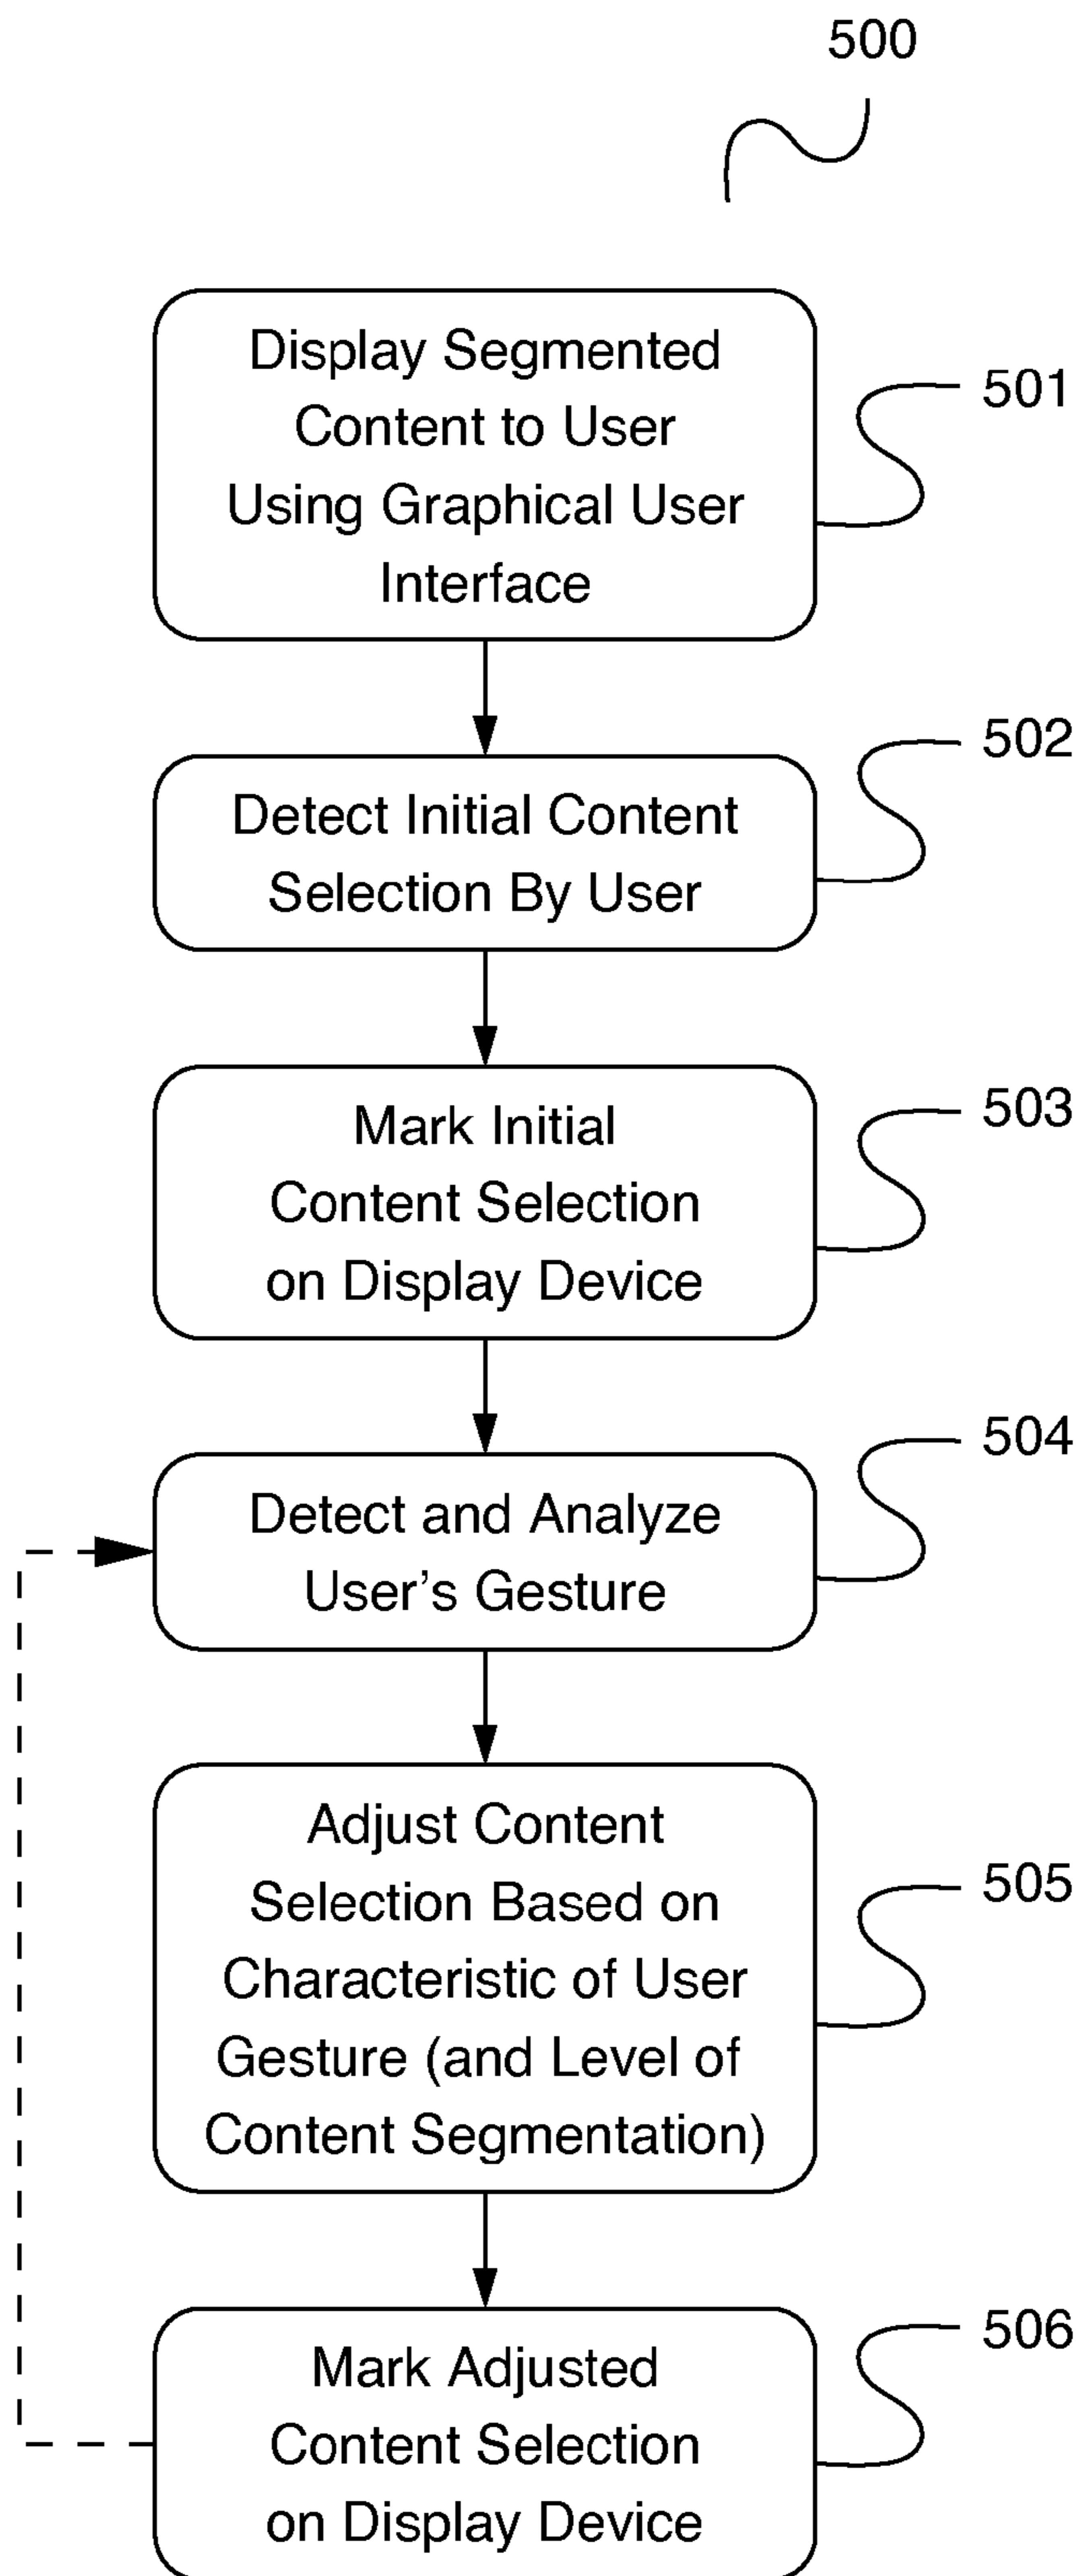 500
Display Segmented
Content to User
Using Graphical User
Interface
501
Detect Initial Content
Selection By User
502
Mark Initial
Content Selection
on Display Device
503
Detect and Analyze
User's Gesture
504
Adjust Content
Selection Based on
Characteristic of User
Gesture (and Level of
Content Segmentation)
505
Mark Adjusted
Content Selection
on Display Device
506